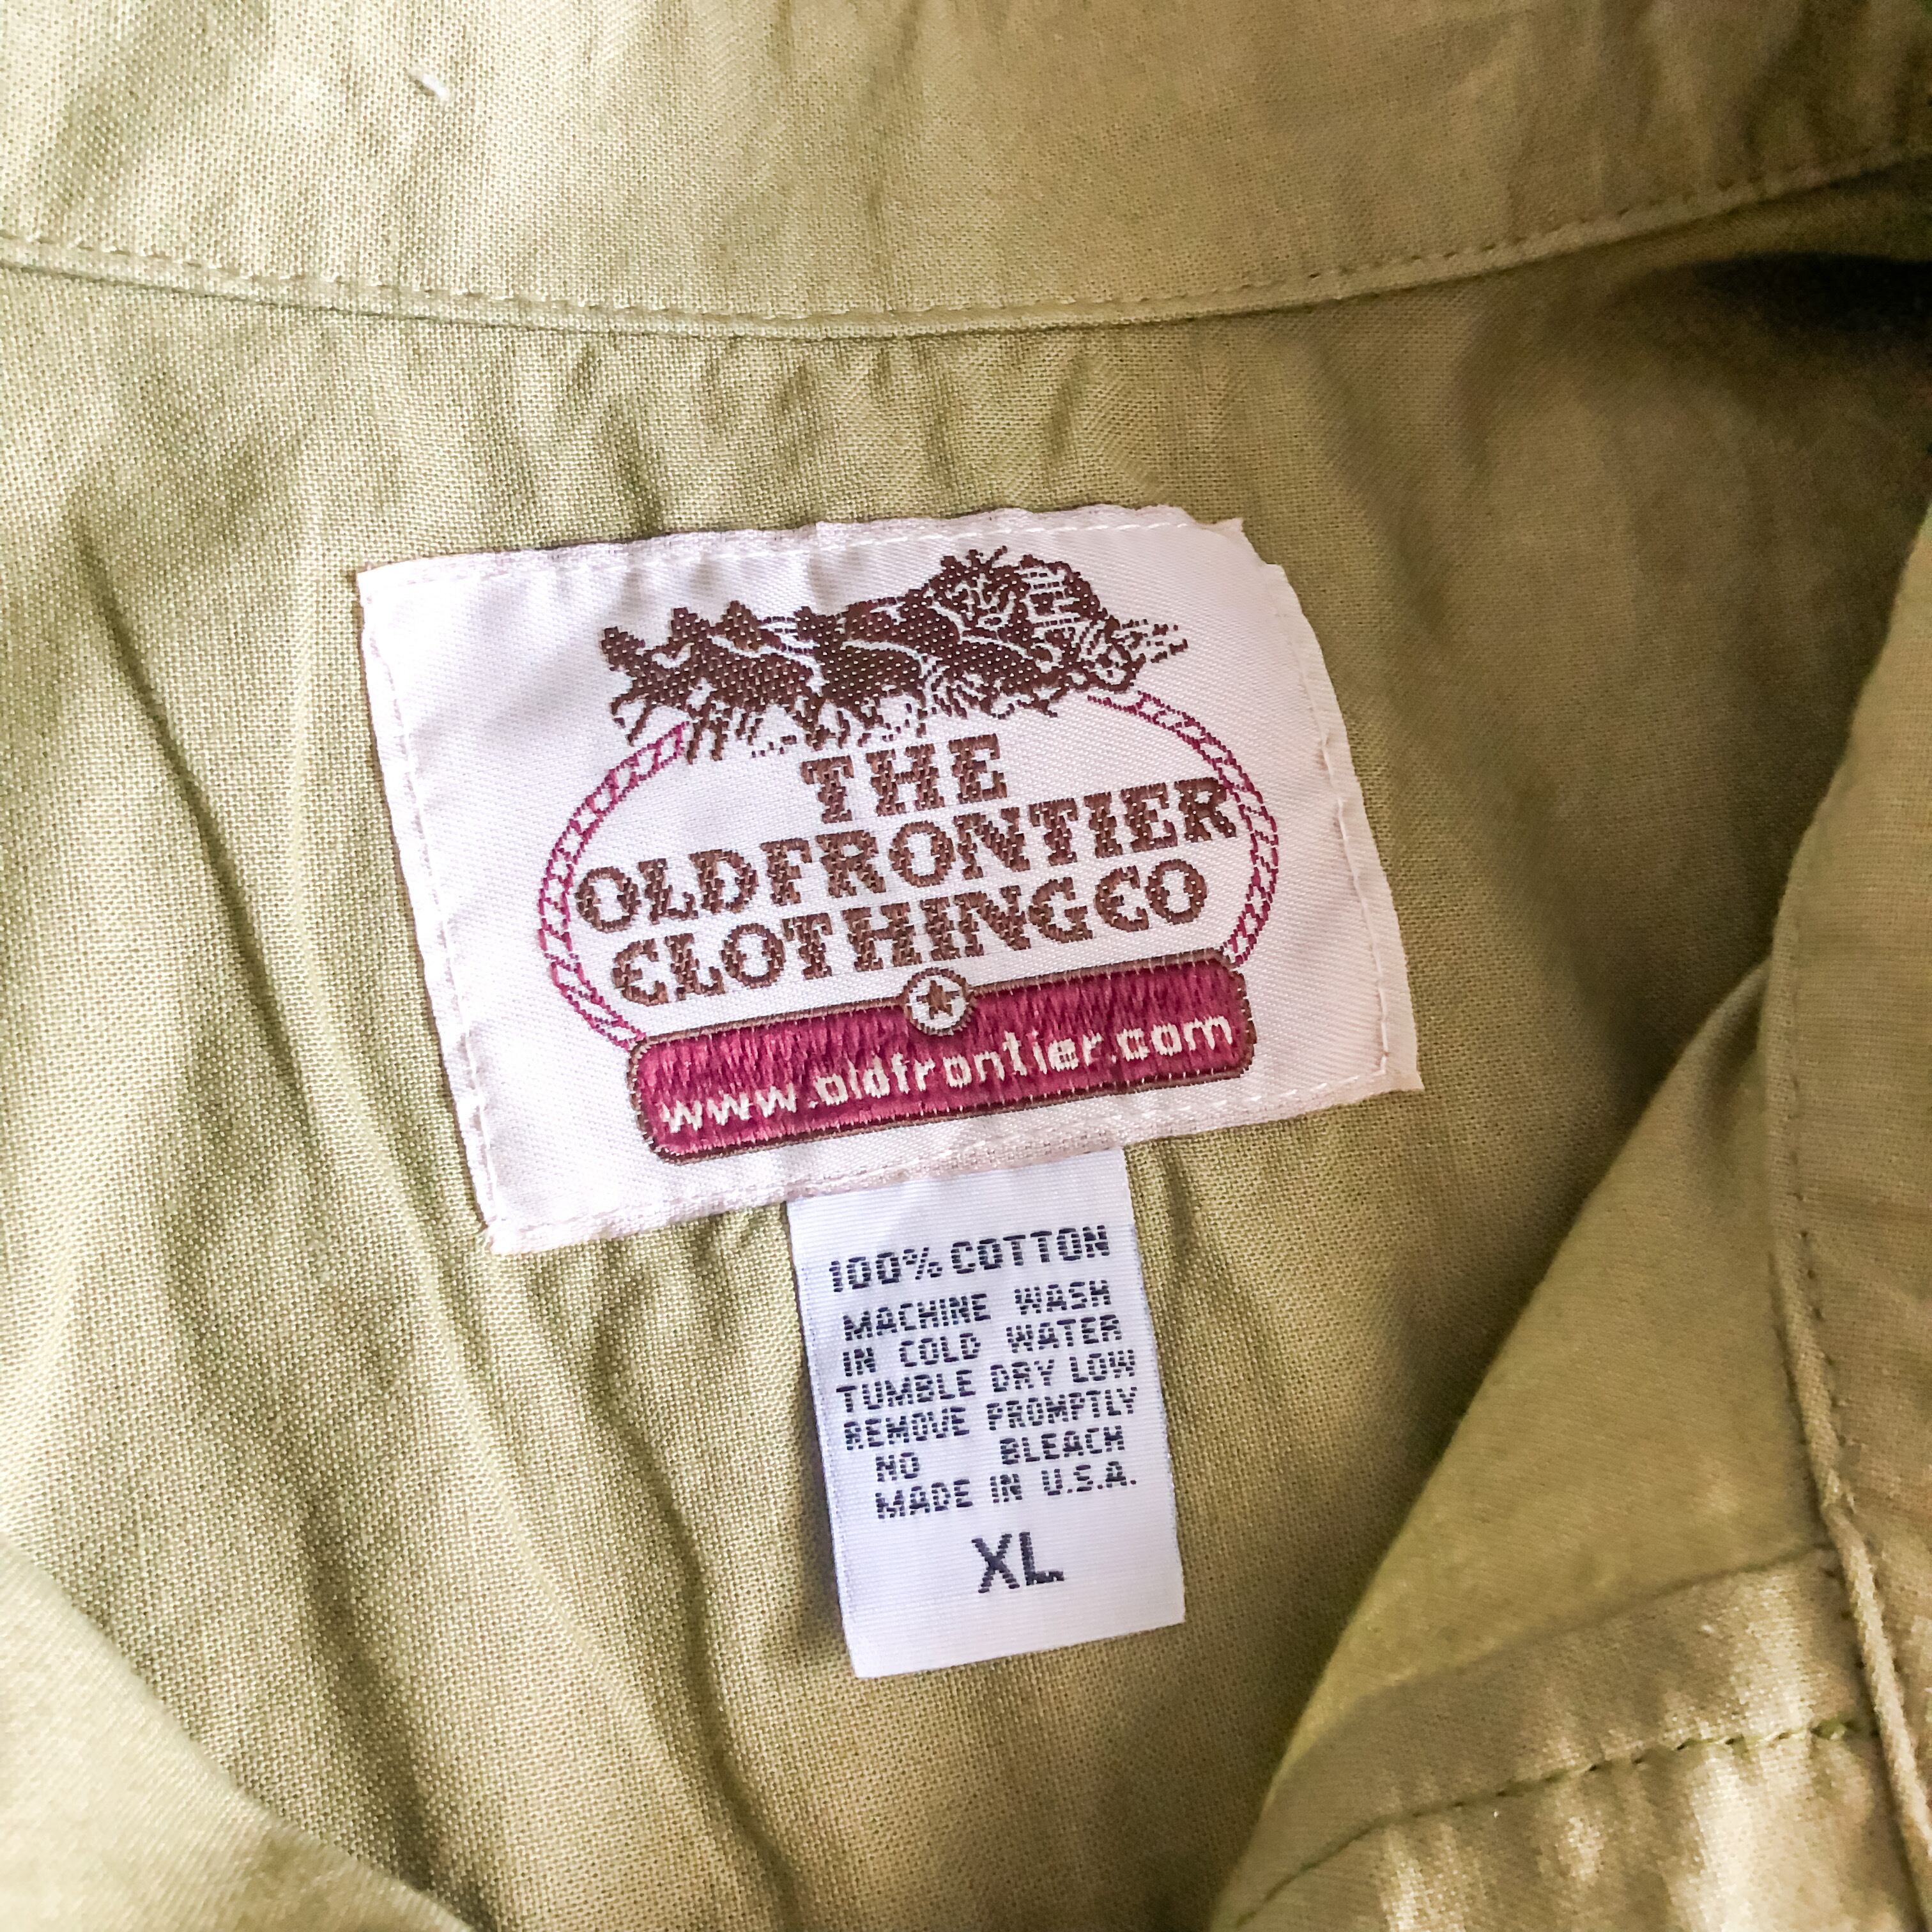 THE
OLDFRONTIER
CLOTHINGCO
www.oldfrontier.com
100% COTTON
MACHINE WASH
IN COLD WATER
TUMBLE DRY LOW
REMOVE PROMPTLY
NO BLEACH
MADE IN U.S.A.
XL